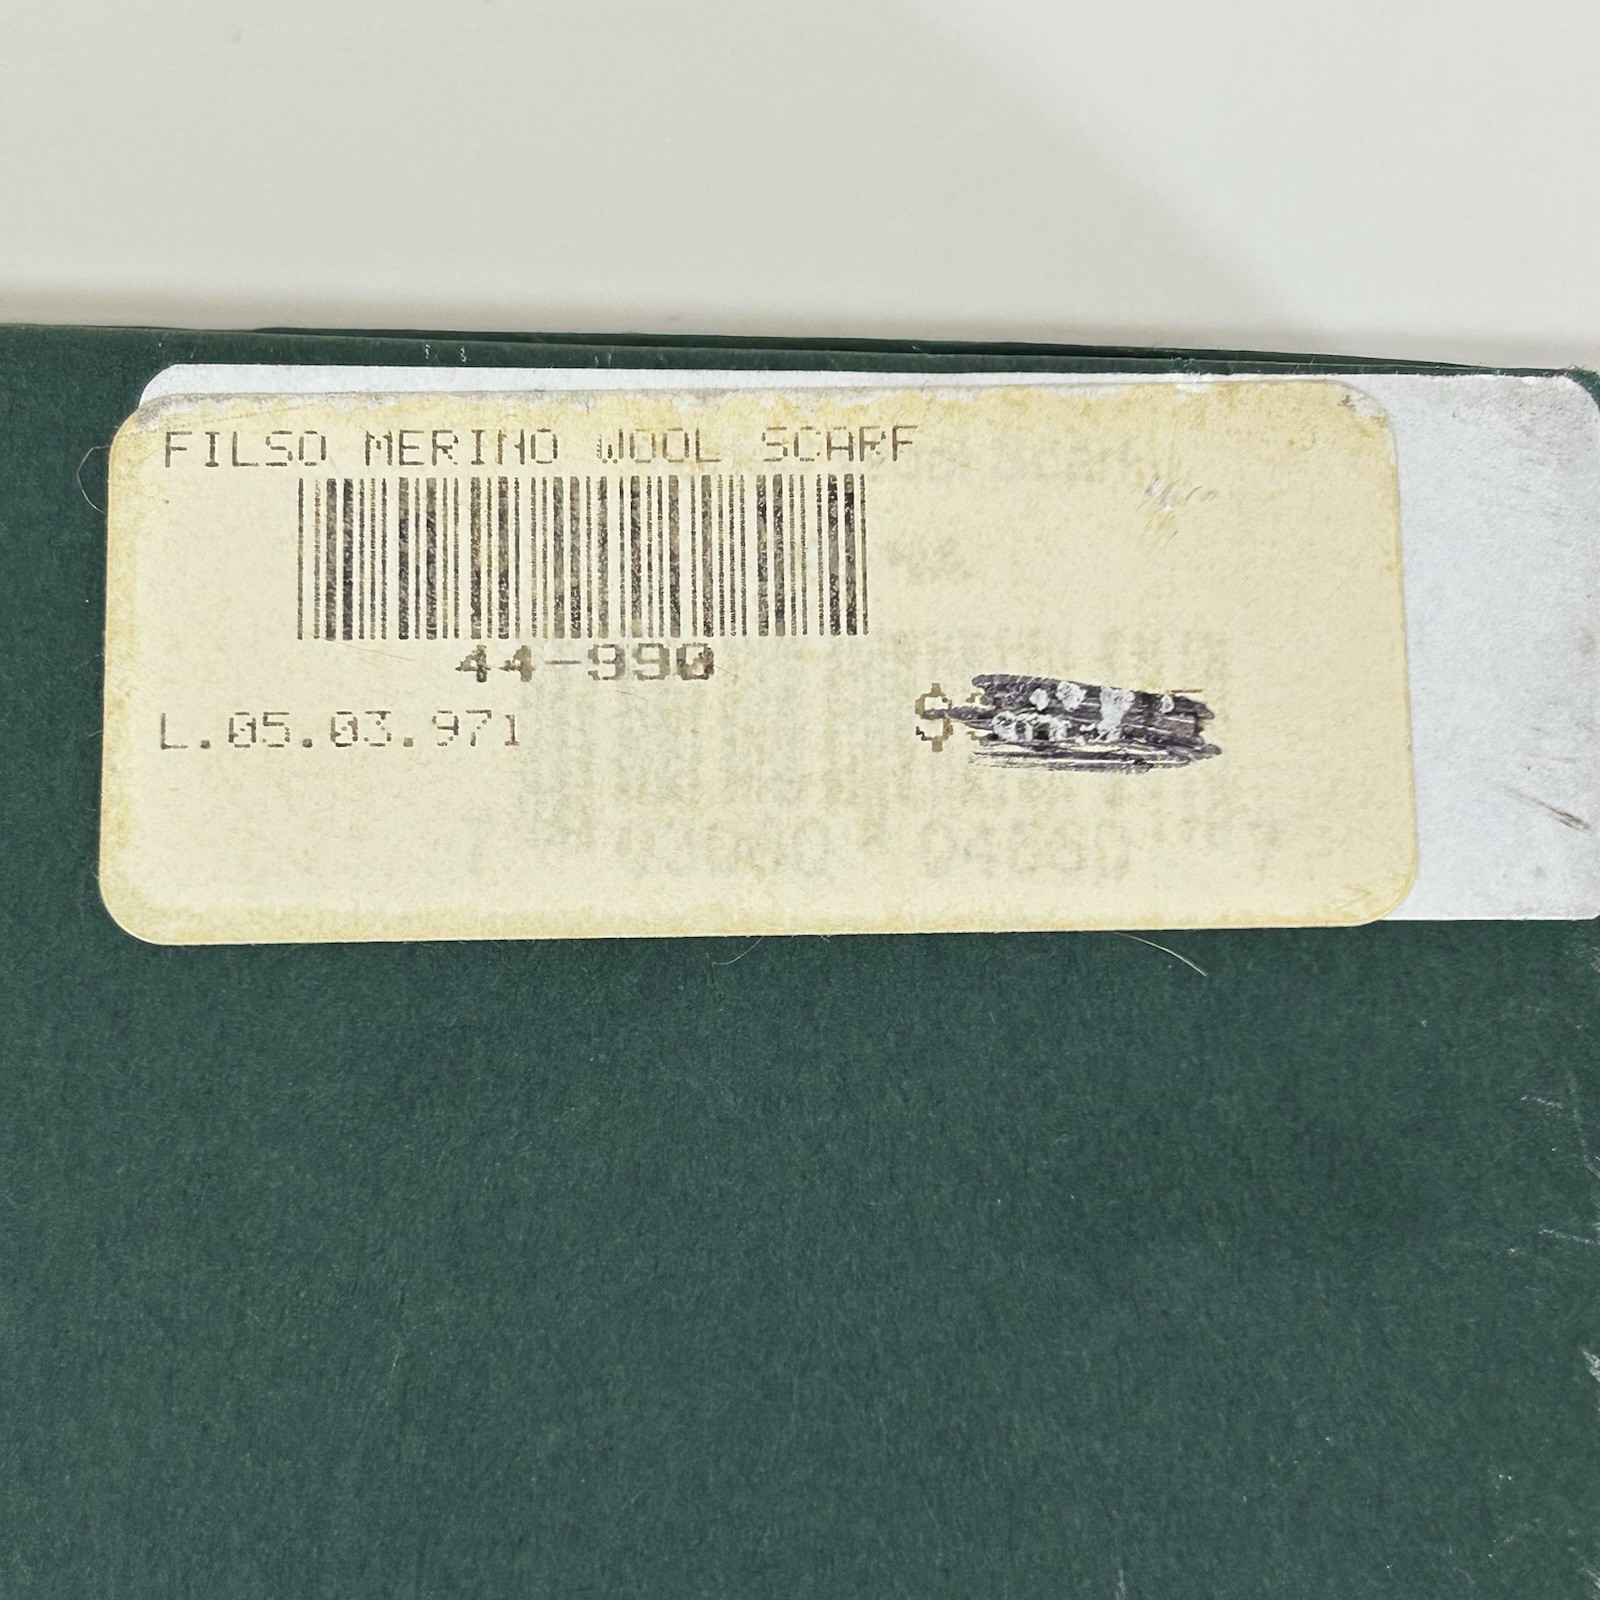 FILSO MERINO WOOL SCARF
44-990
L.05.03.971
$